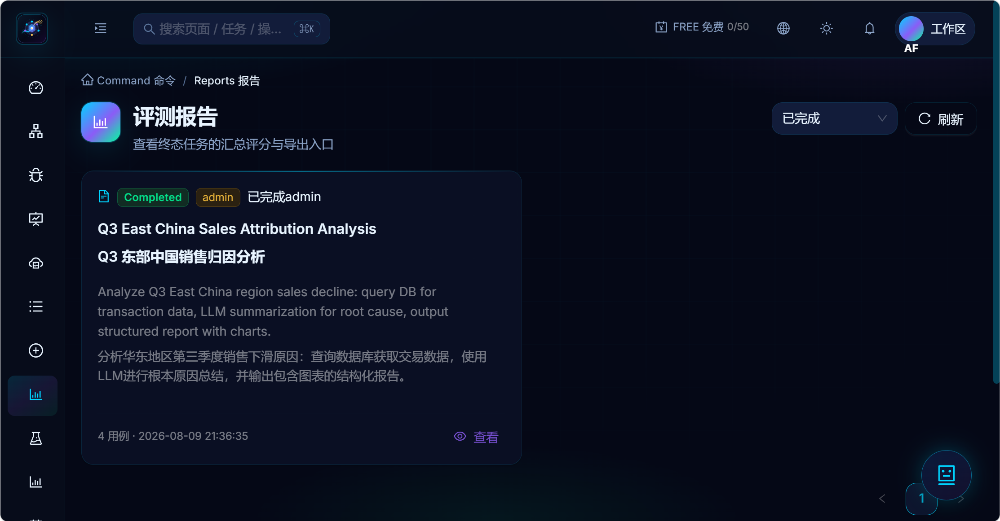 搜索页面 / 任务 / 操...
⌘K
FREE 免费 0/50
工作区
AF
Command 命令 / Reports 报告
评测报告
查看终态任务的汇总评分与导出入口
已完成
刷新
Completed admin 已完成admin
Q3 East China Sales Attribution Analysis
Q3 东部中国销售归因分析
Analyze Q3 East China region sales decline: query DB for
transaction data, LLM summarization for root cause, output
structured report with charts.
分析华东地区第三季度销售下滑原因：查询数据库获取交易数据，使用
LLM进行根本原因总结，并输出包含图表的结构化报告。
4 用例 · 2026-08-09 21:36:35
查看
1